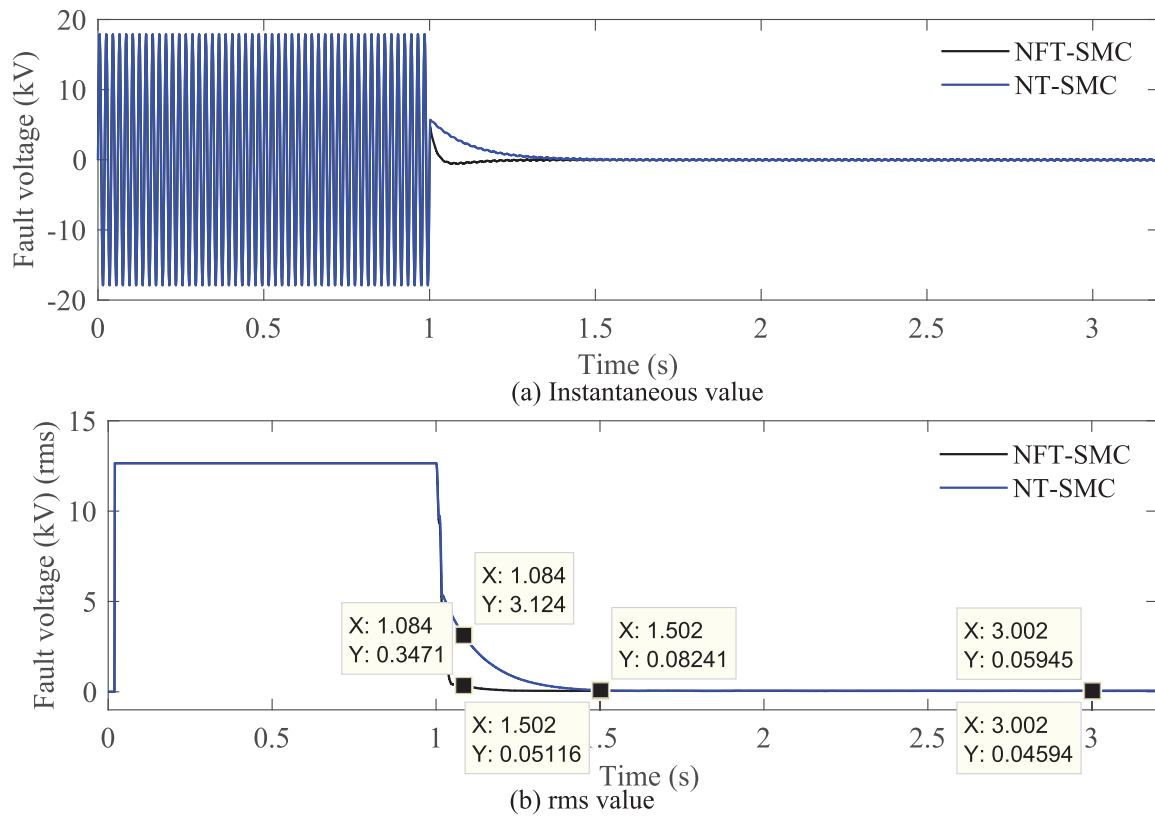 20
10
0
-10
-20
Fault voltage (kV)
NFT-SMC
NT-SMC
0
0.5
1
1.5
2
2.5
3
Time (s)
(a) Instantaneous value
15
10
5
0
Fault voltage (kV) (rms)
NFT-SMC
NT-SMC
X: 1.084
Y: 3.124
X: 1.084
Y: 0.3471
X: 1.502
Y: 0.08241
X: 3.002
Y: 0.05945
X: 1.502
Y: 0.05116
X: 3.002
Y: 0.04594
0
0.5
1
1.5
2
2.5
3
Time (s)
(b) rms value